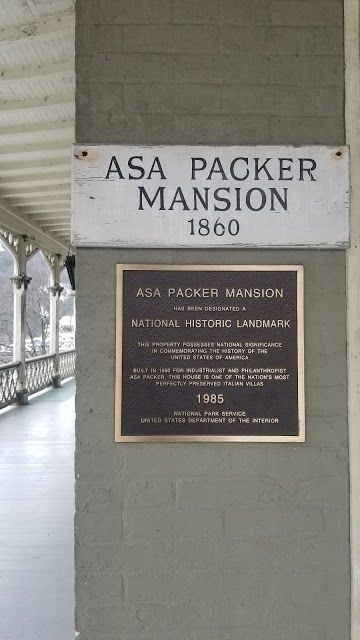 ASA PACKER
MANSION
1860
ASA PACKER MANSION
HAS BEEN DESIGNATED A
NATIONAL HISTORIC LANDMARK
THIS PROPERTY POSSESSES NATIONAL SIGNIFICANCE
IN COMMEMORATING THE HISTORY OF THE
UNITED STATES OF AMERICA
BUILT IN 1860 FOR INDUSTRIALIST AND PHILANTHROPIST
ASA PACKER, THIS HOUSE IS ONE OF THE NATION'S MOST
PERFECTLY PRESERVED ITALIAN VILLAS
1985
NATIONAL PARK SERVICE
UNITED STATES DEPARTMENT OF THE INTERIOR